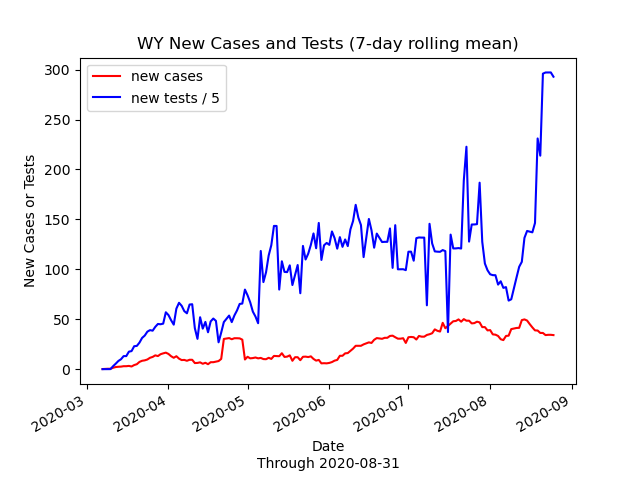 WY New Cases and Tests (7-day rolling mean)
new cases
new tests / 5
New Cases or Tests
300
250
200
150
100
50
0
2020-03
2020-04
2020-05
2020-06
2020-07
2020-08
2020-09
Date
Through 2020-08-31